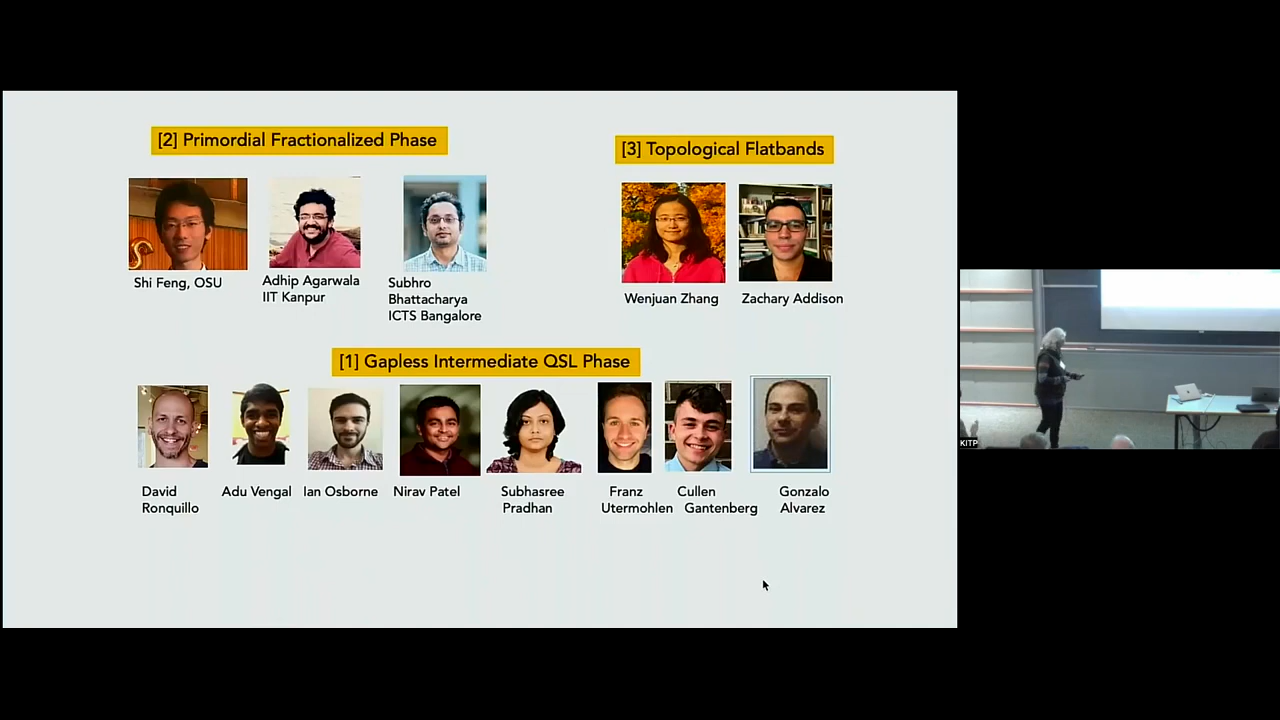 [2] Primordial Fractionalized Phase
[3] Topological Flatbands
Shi Feng, OSU
Adhip Agarwala
IIT Kanpur
Subhro
Bhattacharya
ICTS Bangalore
Wenjuan Zhang
Zachary Addison
[1] Gapless Intermediate QSL Phase
David
Ronquillo
Adu Vengal
Ian Osborne
Nirav Patel
Subhasree
Pradhan
Franz
Utermohlen
Cullen
Gantenberg
Gonzalo
Alvarez
KITP